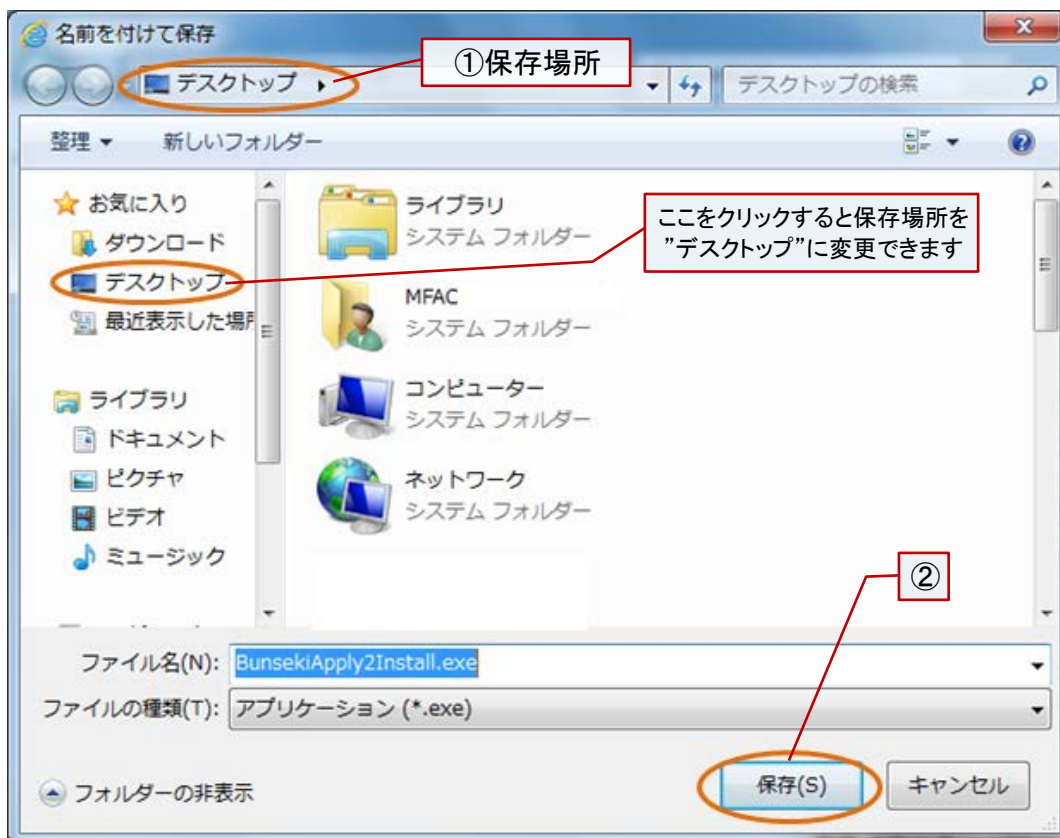 名前を付けて保存
①保存場所
デスクトップ
デスクトップの検索
整理
新しいフォルダー
お気に入り
ダウンロード
デスクトップ
最近表示した場所
ライブラリ
ドキュメント
ピクチャ
ビデオ
ミュージック
ライブラリ
システム フォルダー
ここをクリックすると保存場所を
”デスクトップ”に変更できます
MFAC
システム フォルダー
コンピューター
システム フォルダー
ネットワーク
システム フォルダー
②
ファイル名(N): BunsekiApply2Install.exe
ファイルの種類(T): アプリケーション (*.exe)
フォルダーの非表示
保存(S)
キャンセル